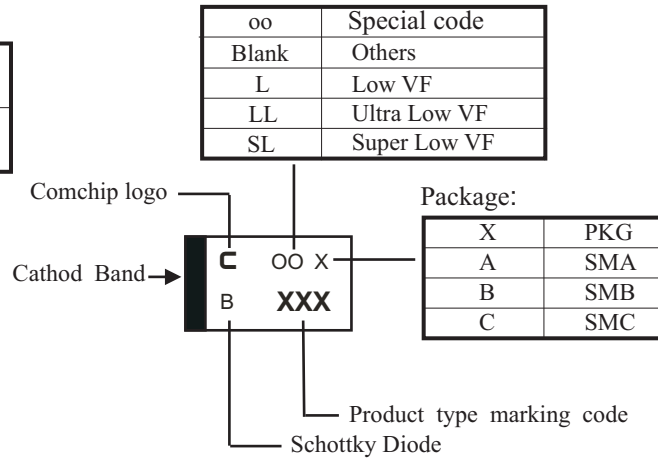 oo Special code
Blank Others
L Low VF
LL Ultra Low VF
SL Super Low VF
Comchip logo
Package:
X PKG
A SMA
B SMB
C SMC
Cathod Band
C OO X
B XXX
Product type marking code
Schottky Diode